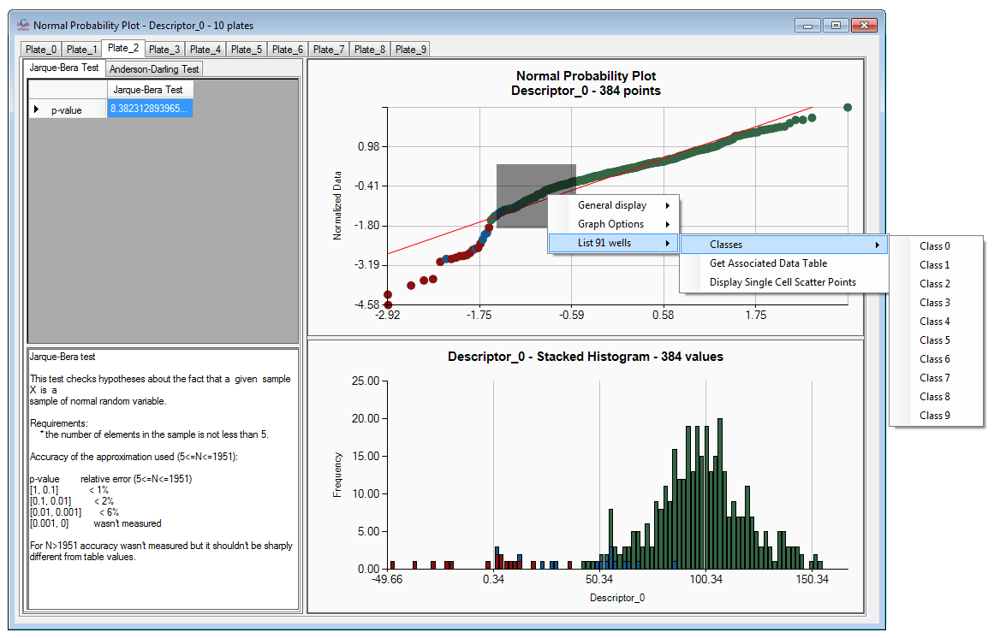 Normal Probability Plot - Descriptor_0 - 10 plates
Plate_0 Plate_1 Plate_2 Plate_3 Plate_4 Plate_5 Plate_6 Plate_7 Plate_8 Plate_9
Jarque-Bera Test Anderson-Darling Test
Jarque-Bera Test
p-value 8.382312893965...
Jarque-Bera test
This test checks hypotheses about the fact that a given sample
X is a
sample of normal random variable.
Requirements:
* the number of elements in the sample is not less than 5.
Accuracy of the approximation used (5<=N<=1951):
p-value relative error (5<=N<=1951)
[1, 0.1] < 1%
[0.1, 0.01] < 2%
[0.01, 0.001] < 6%
[0.001, 0] wasn't measured
For N>1951 accuracy wasn't measured but it shouldn't be sharply
different from table values.
Normal Probability Plot
Descriptor_0 - 384 points
Normalized Data
0.98
-0.41
-1.80
-3.19
-4.58
-2.92 -1.75 -0.59 0.58 1.75
General display
Graph Options
List 91 wells
Classes
Get Associated Data Table
Display Single Cell Scatter Points
Class 0
Class 1
Class 2
Class 3
Class 4
Class 5
Class 6
Class 7
Class 8
Class 9
Descriptor_0 - Stacked Histogram - 384 values
Frequency
25.00
20.00
15.00
10.00
5.00
0.00
-49.66 0.34 50.34 100.34 150.34
Descriptor_0